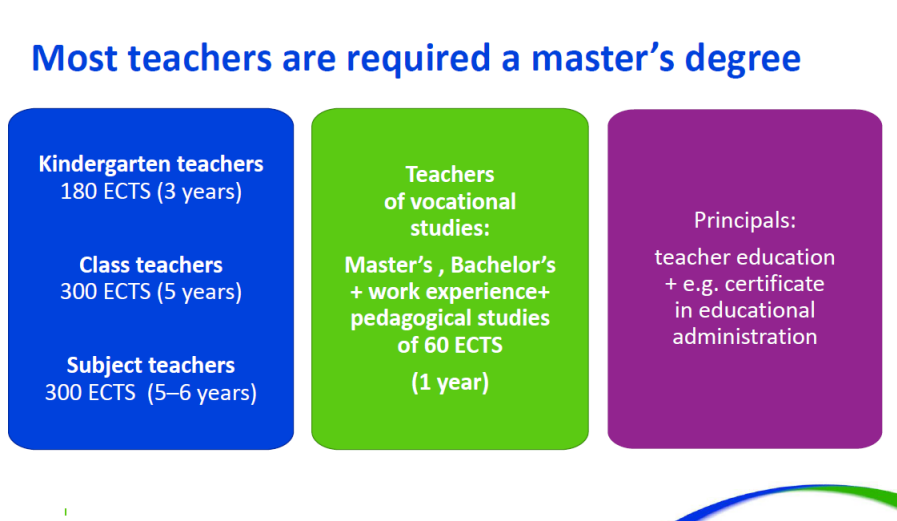 Most teachers are required a master’s degree
Kindergarten teachers
180 ECTS (3 years)
Class teachers
300 ECTS (5 years)
Subject teachers
300 ECTS  (5–6 years)
Teachers
of vocational
studies:
Master’s , Bachelor’s
+ work experience+
pedagogical studies
of 60 ECTS
(1 year)
Principals:
teacher education
+ e.g. certificate
in educational
administration